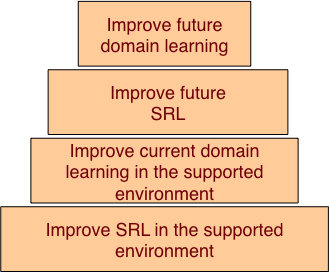 Improve future
domain learning
Improve future
SRL
Improve current domain
learning in the supported
environment
Improve SRL in the supported
environment